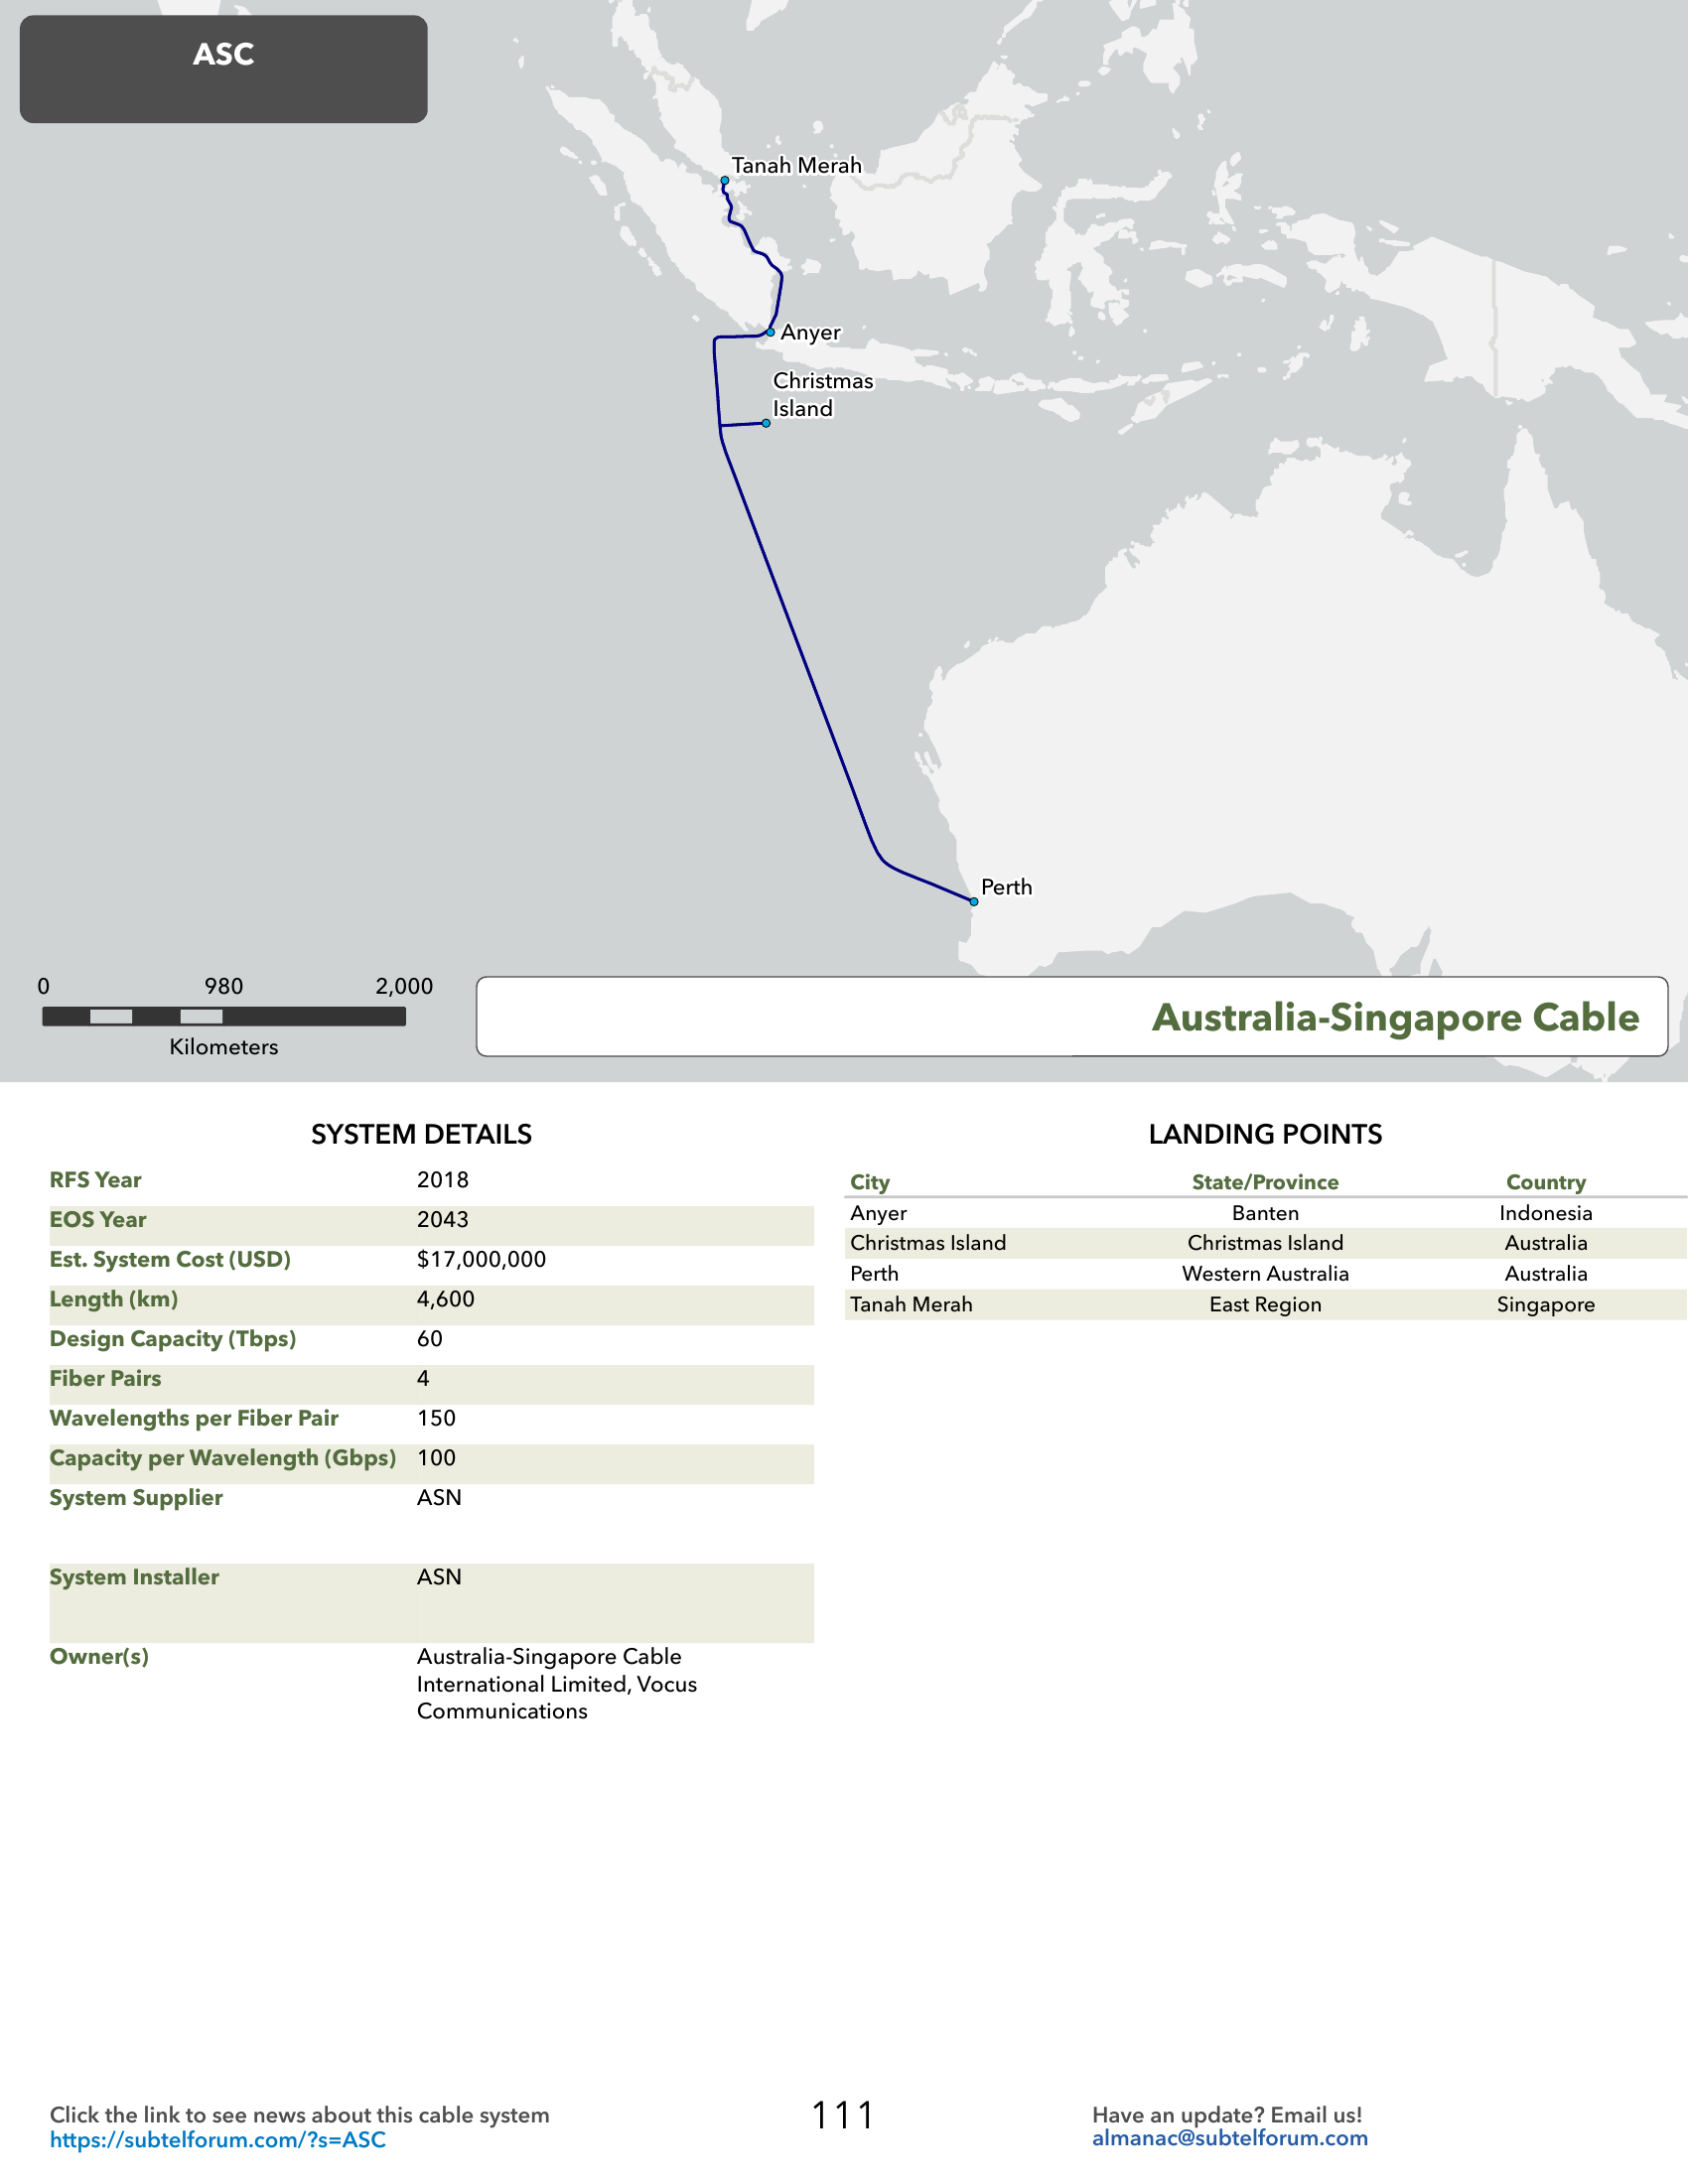 ASC
Tanah Merah
Anyer
Christmas
Island
Perth
0 980 2,000
Kilometers
Australia-Singapore Cable
SYSTEM DETAILS
RFS Year 2018
EOS Year 2043
Est. System Cost (USD) $17,000,000
Length (km) 4,600
Design Capacity (Tbps) 60
Fiber Pairs 4
Wavelengths per Fiber Pair 150
Capacity per Wavelength (Gbps) 100
System Supplier ASN
System Installer ASN
Owner(s) Australia-Singapore Cable
International Limited, Vocus
Communications
LANDING POINTS
City State/Province Country
Anyer Banten Indonesia
Christmas Island Christmas Island Australia
Perth Western Australia Australia
Tanah Merah East Region Singapore
Click the link to see news about this cable system
https://subtelforum.com/?s=ASC
111
Have an update? Email us!
almanac@subtelforum.com